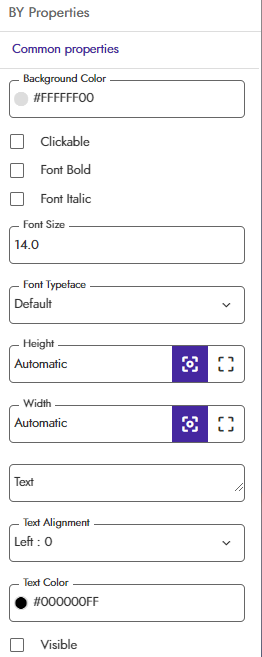 BY Properties
Common properties
Background Color
#FFFFFF00
Clickable
Font Bold
Font Italic
Font Size
14.0
Font Typeface
Default
Height
Automatic
Width
Automatic
Text
Text Alignment
Left : 0
Text Color
#000000FF
Visible